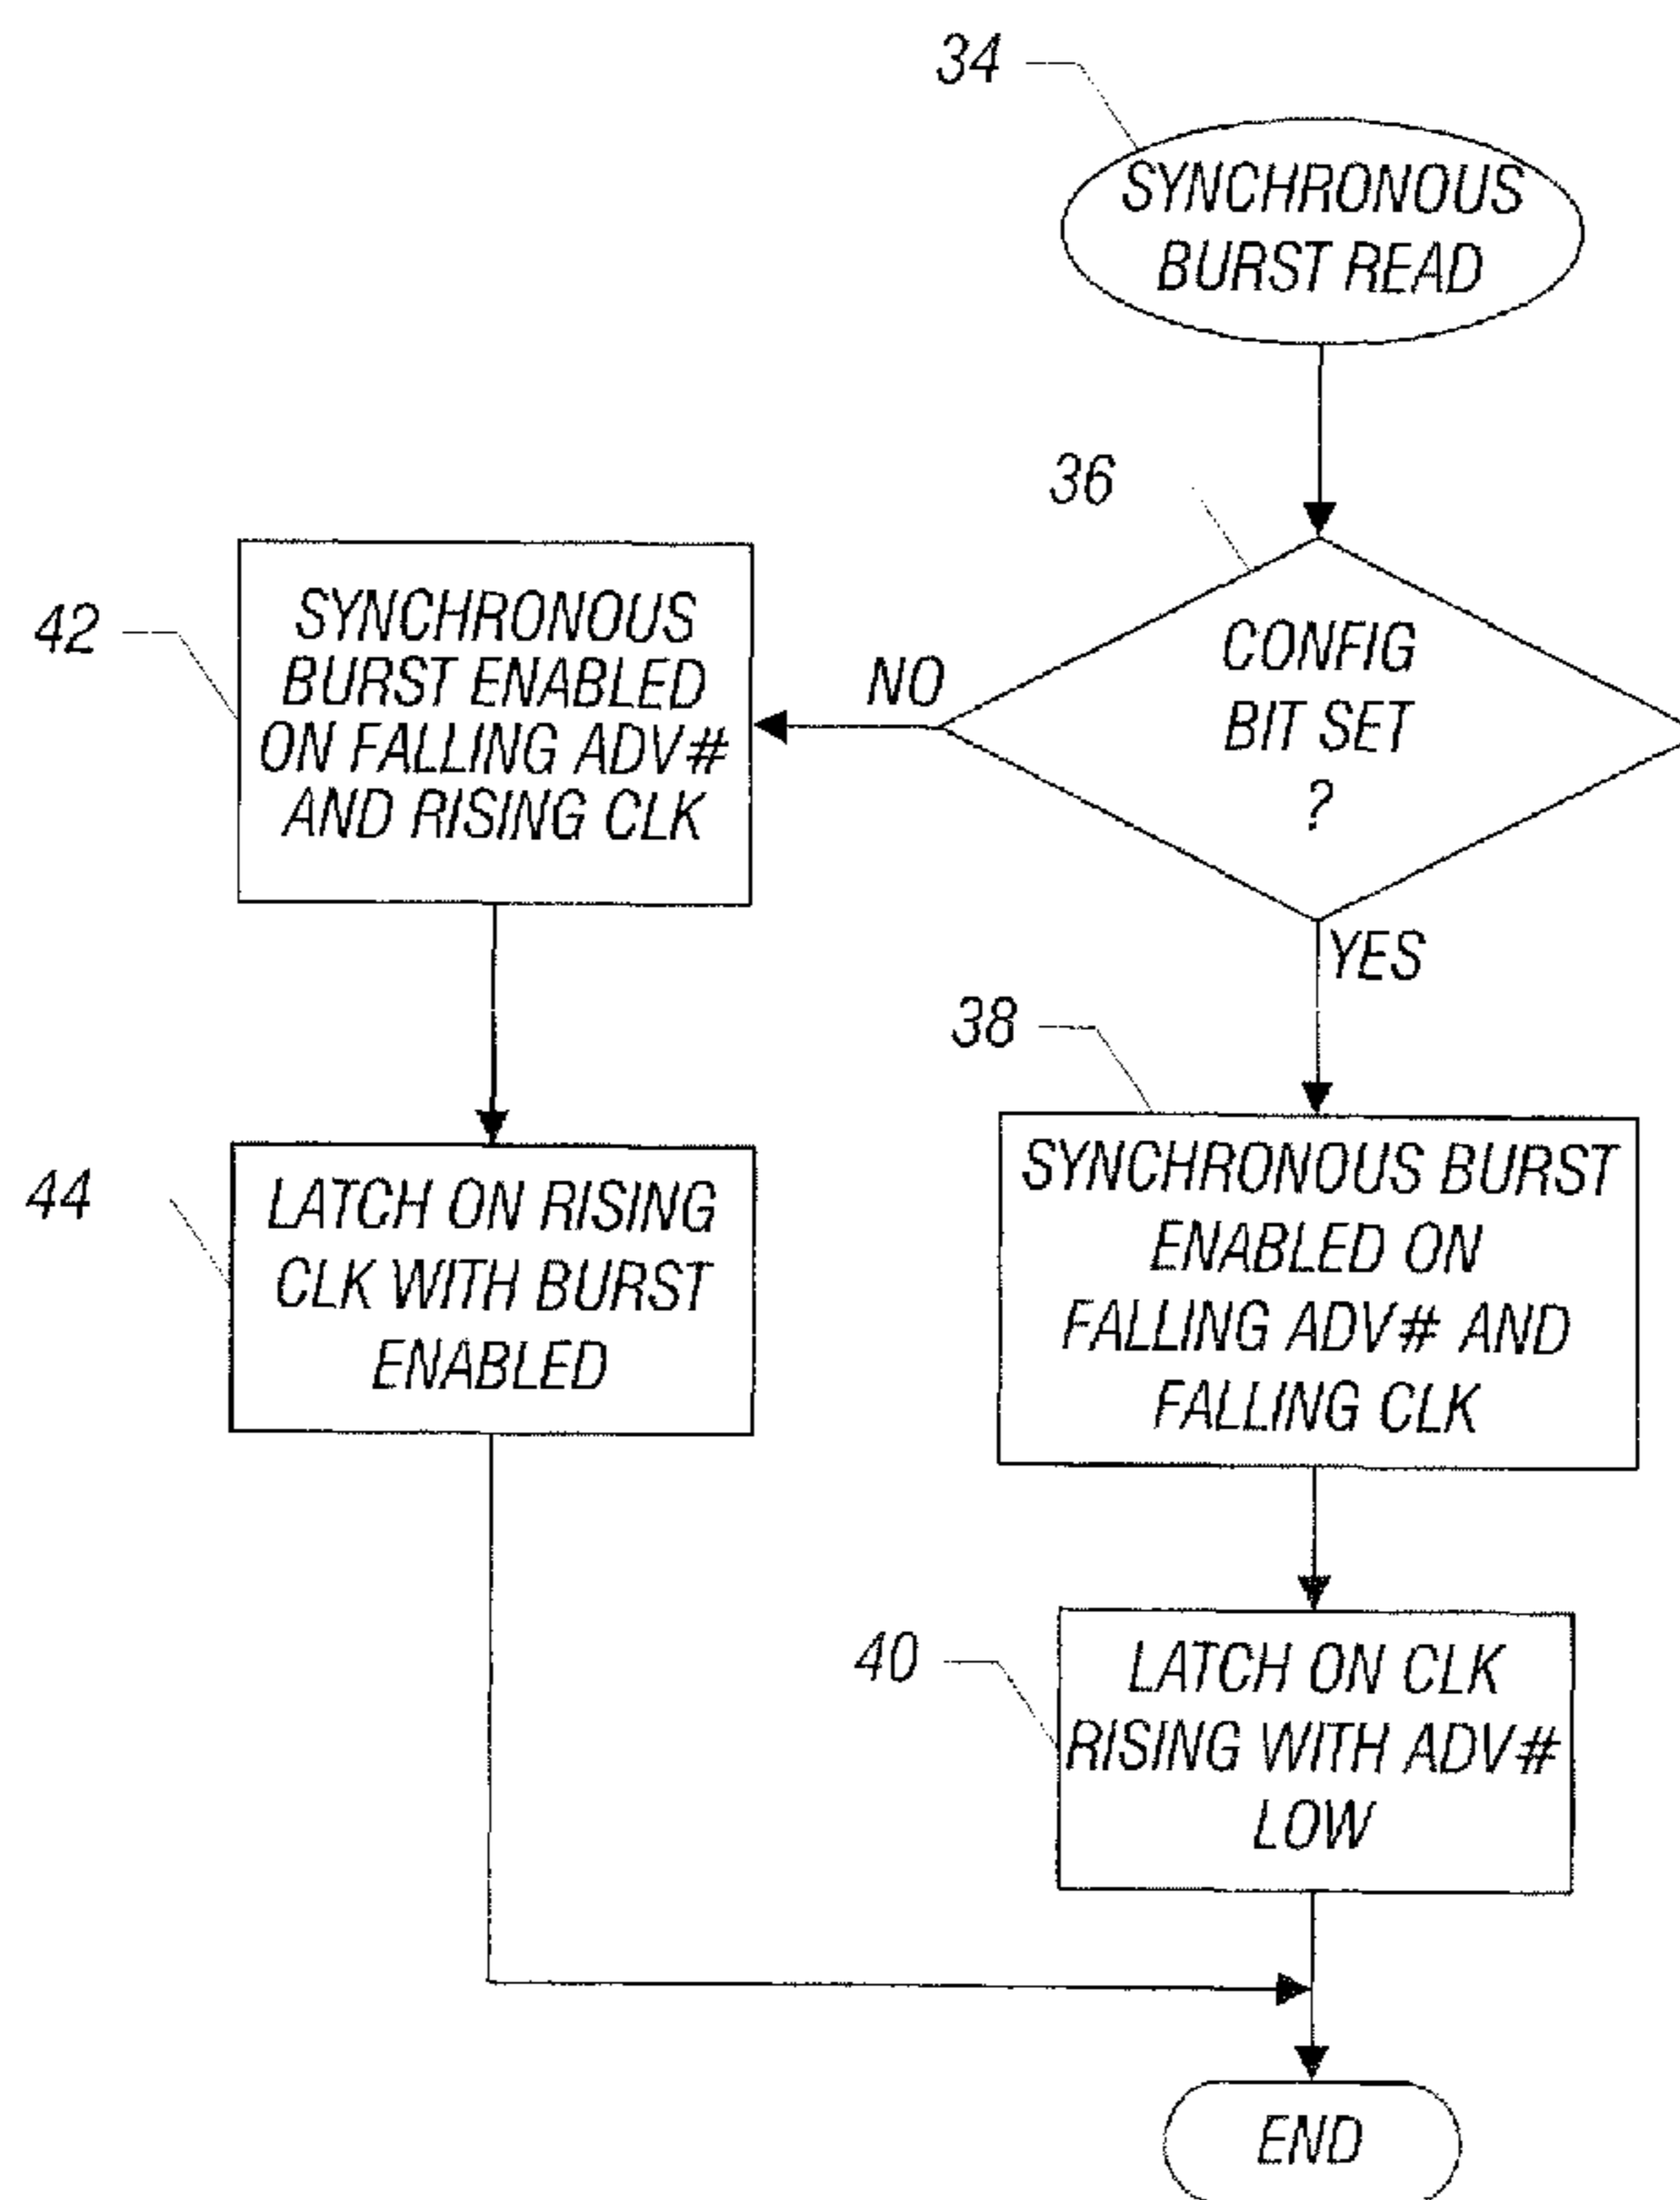 34
SYNCHRONOUS
BURST READ
36
CONFIG
BIT SET
?
NO
YES
42
SYNCHRONOUS
BURST ENABLED
ON FALLING ADV#
AND RISING CLK
44
LATCH ON RISING
CLK WITH BURST
ENABLED
38
SYNCHRONOUS BURST
ENABLED ON
FALLING ADV# AND
FALLING CLK
40
LATCH ON CLK
RISING WITH ADV#
LOW
END